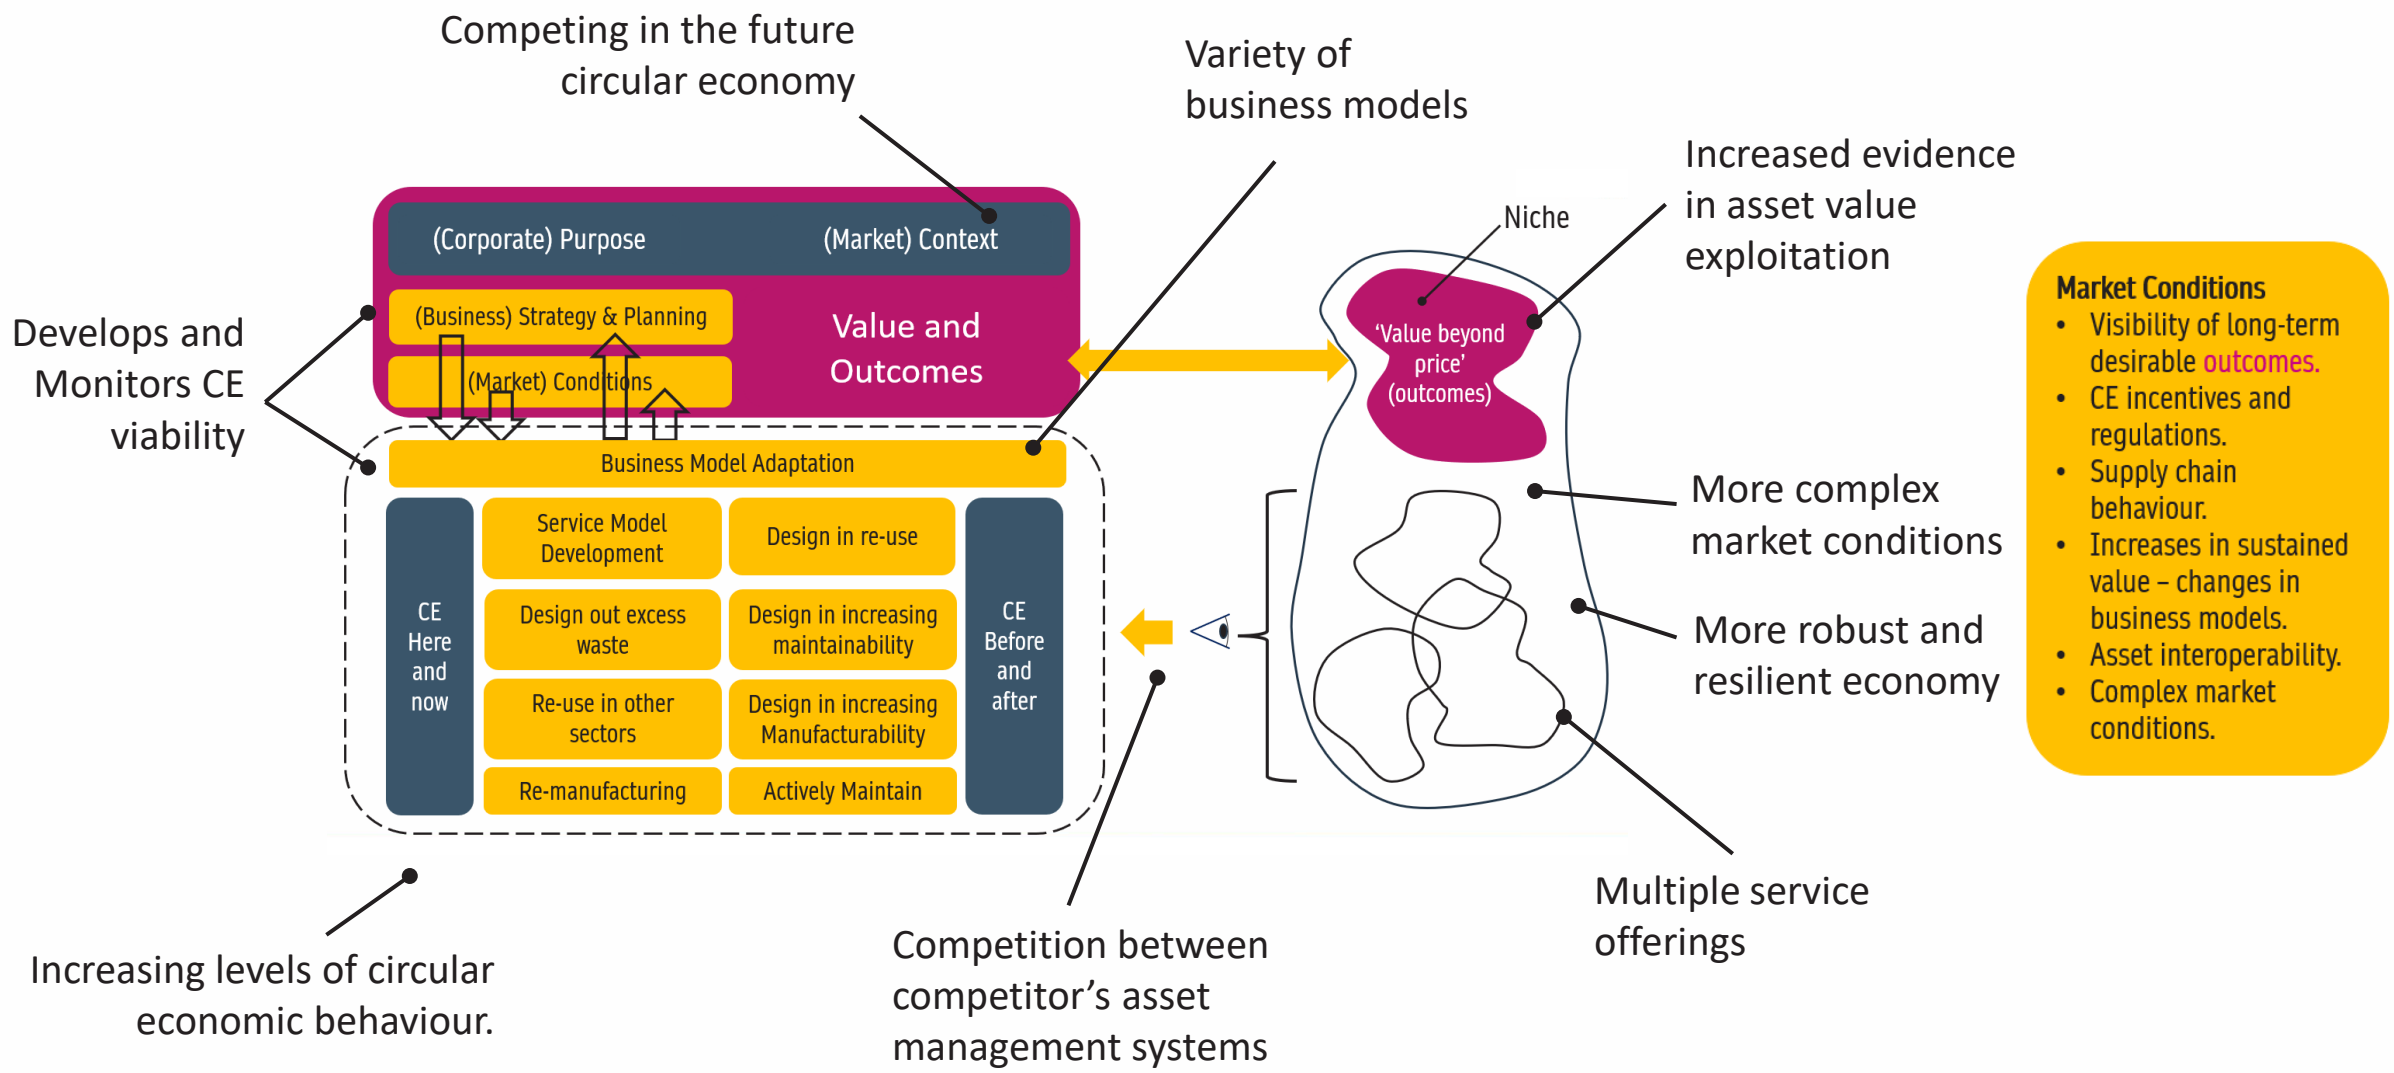 Competing in the future
circular economy
Variety of
business models
Increased evidence
in asset value
exploitation
Niche
(Corporate) Purpose
(Market) Context
(Business) Strategy & Planning
(Market) Conditions
Value and
Outcomes
Develops and
Monitors CE
viability
'Value beyond
price'
(outcomes)
Business Model Adaptation
CE
Here
and
now
Service Model
Development
Design in re-use
Design out excess
waste
Design in increasing
maintainability
Re-use in other
sectors
Design in increasing
Manufacturability
Re-manufacturing
Actively Maintain
CE
Before
and
after
More complex
market conditions
More robust and
resilient economy
Multiple service
offerings
Competition between
competitor’s asset
management systems
Increasing levels of circular
economic behaviour.
Market Conditions
• Visibility of long-term
desirable outcomes.
• CE incentives and
regulations.
• Supply chain
behaviour.
• Increases in sustained
value – changes in
business models.
• Asset interoperability.
• Complex market
conditions.